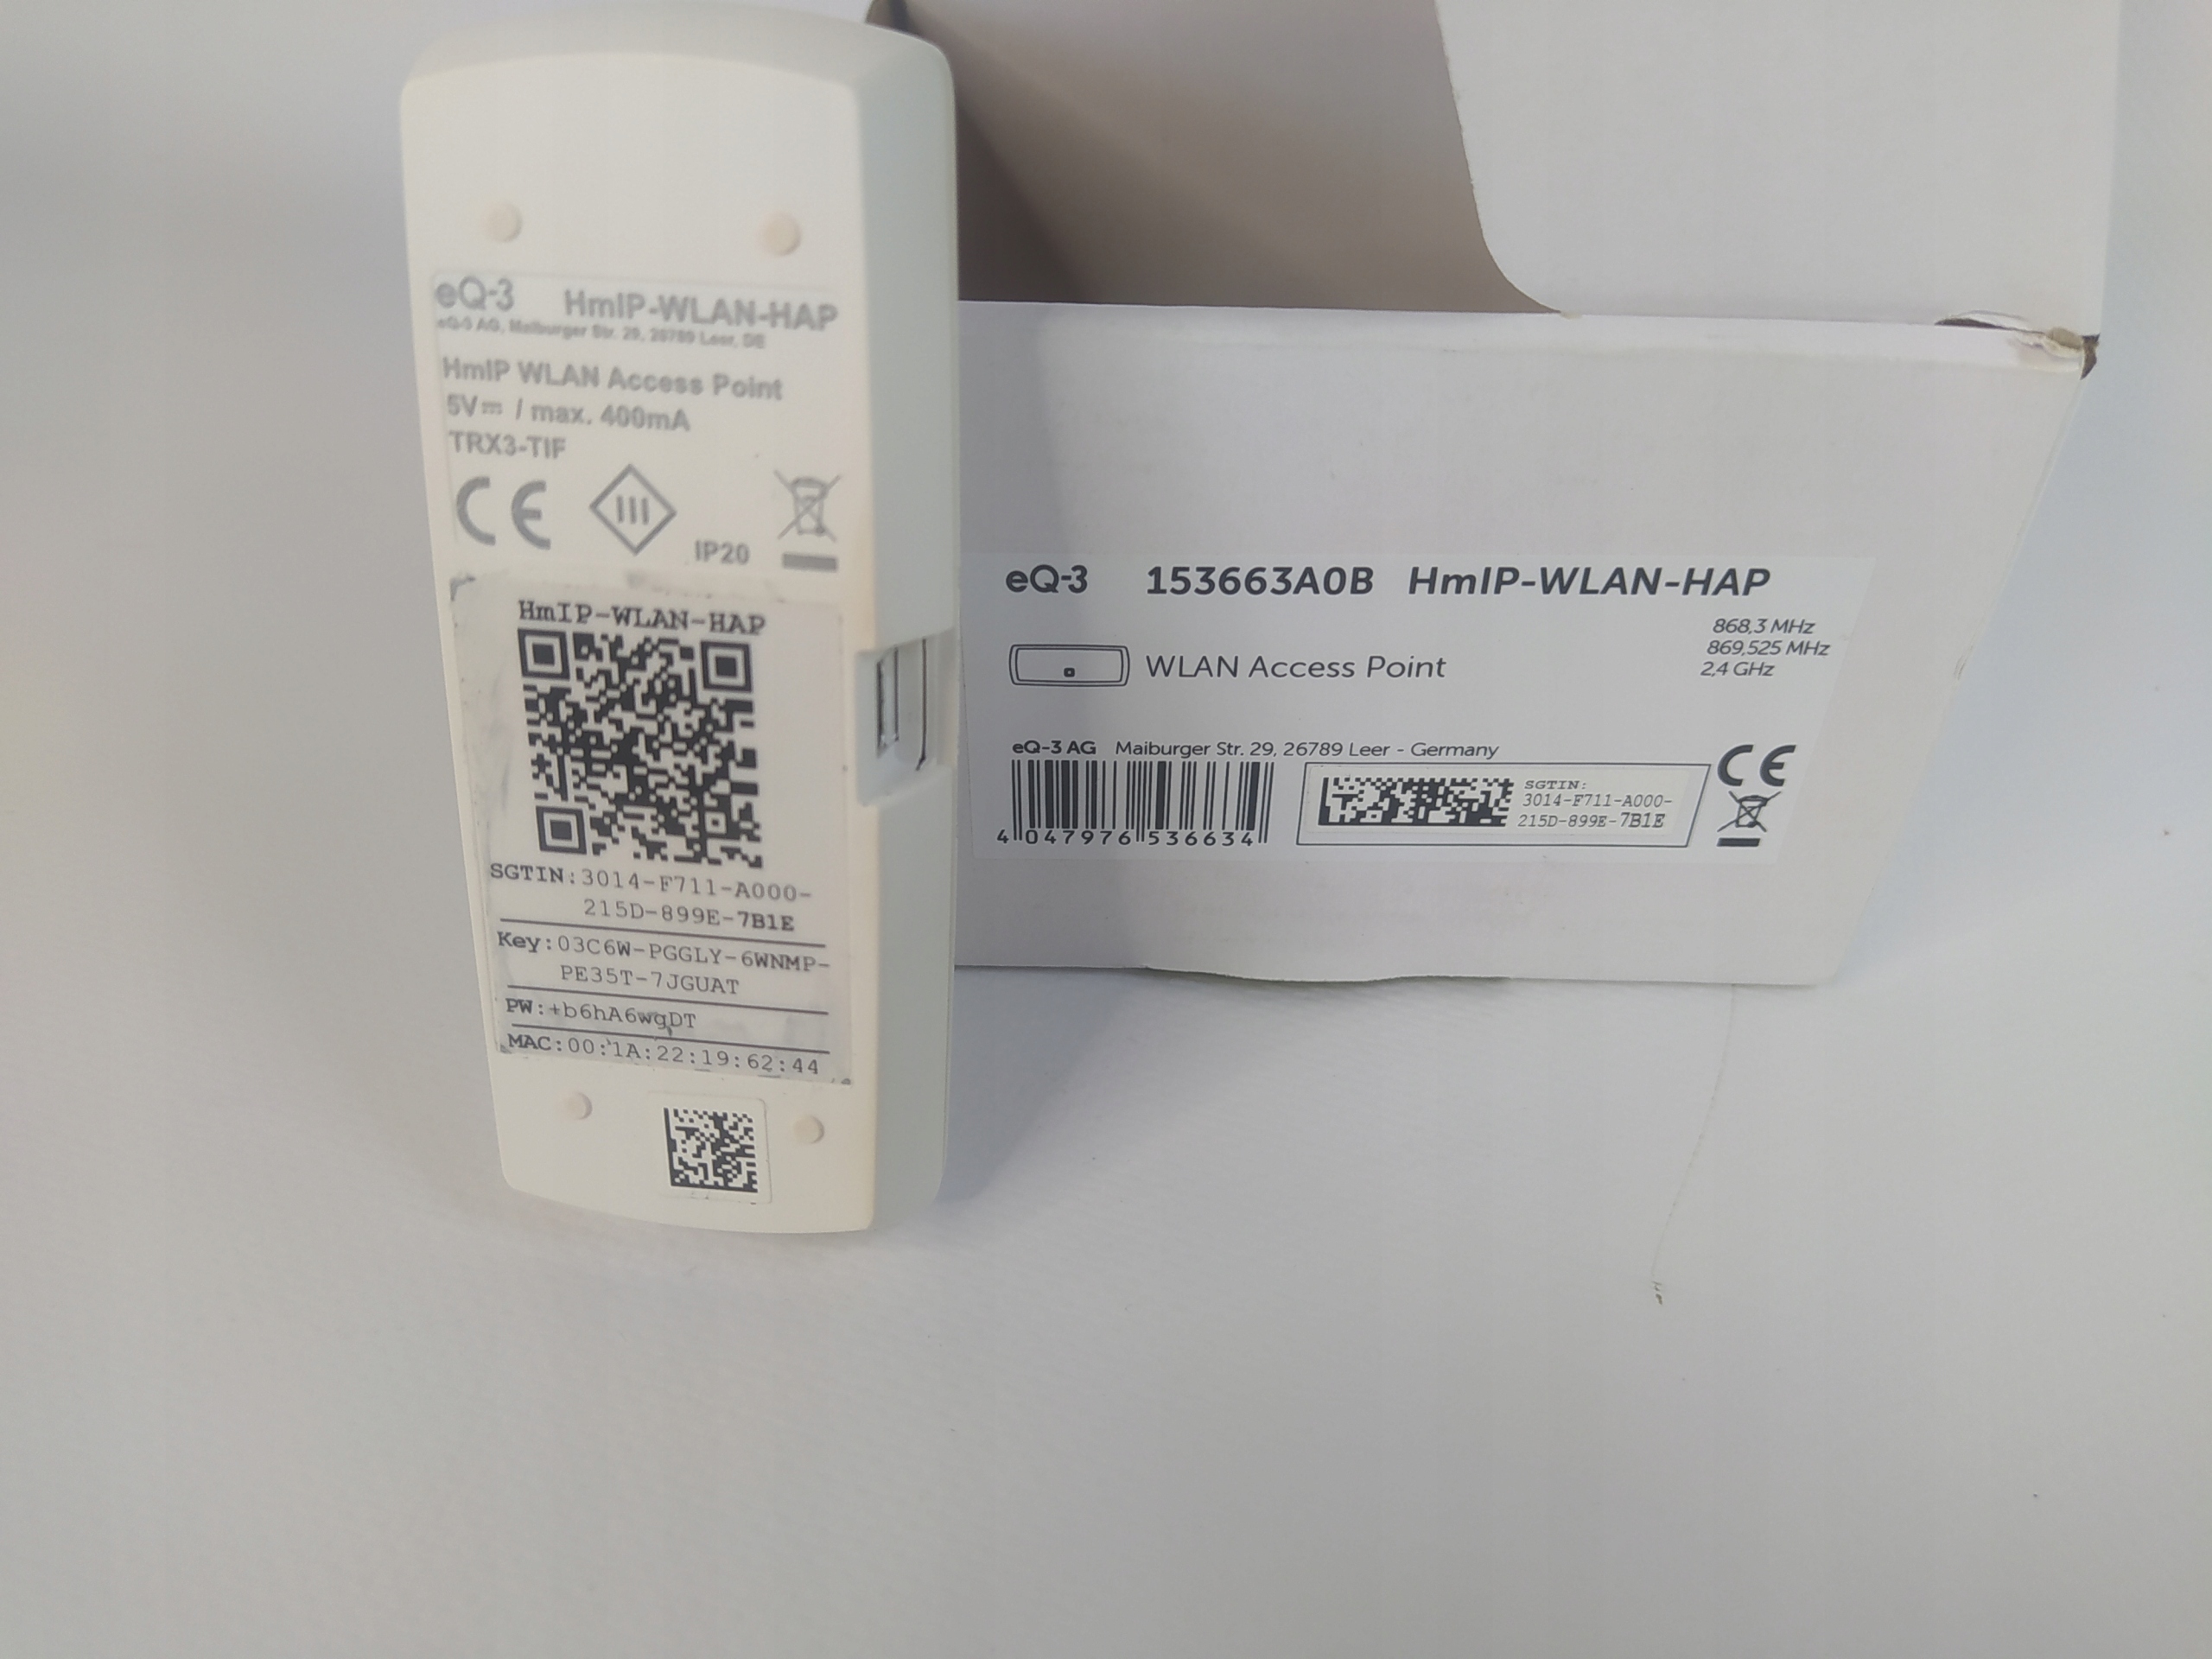 eQ-3 HmIP-WLAN-HAP
eQ-3 AG, Maiburger Str. 29, 26789 Leer, DE
HmIP WLAN Access Point
5V⎓ / max. 400mA
TRX3-TIF
CE
III
IP20
HmIP-WLAN-HAP
SGTIN:3014-F711-A000-
215D-899E-7B1E
Key:03C6W-PGGLY-6WNMP-
PE35T-7JGUAT
PW:+b6hA6wgDT
MAC:00:1A:22:19:62:44
eQ-3 153663A0B HmIP-WLAN-HAP
868,3 MHz
869,525 MHz
2,4 GHz
WLAN Access Point
eQ-3 AG Maiburger Str. 29, 26789 Leer - Germany
4 047976 536634
SGTIN:
3014-F711-A000-
215D-899E-7B1E
CE